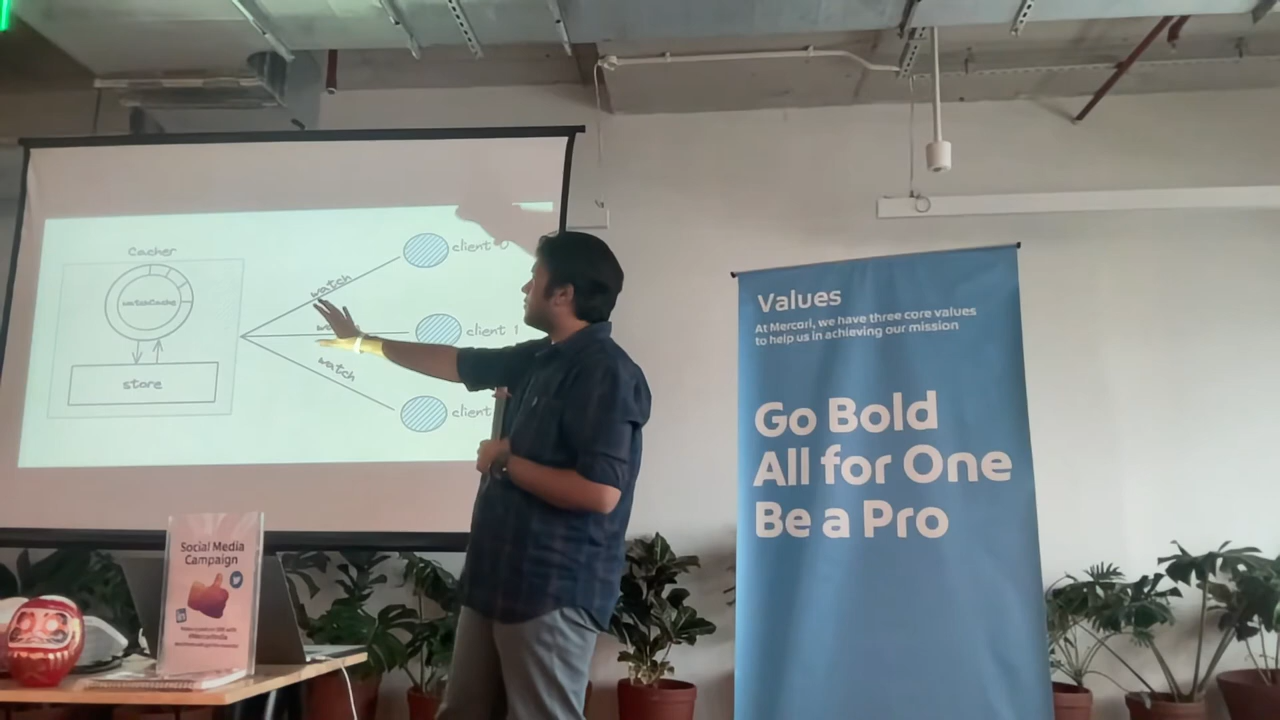 Cacher
watchCache
store
watch
watch
client 0
client 1
client
Values
At Mercari, we have three core values
to help us in achieving our mission
Go Bold
All for One
Be a Pro
Social Media
Campaign